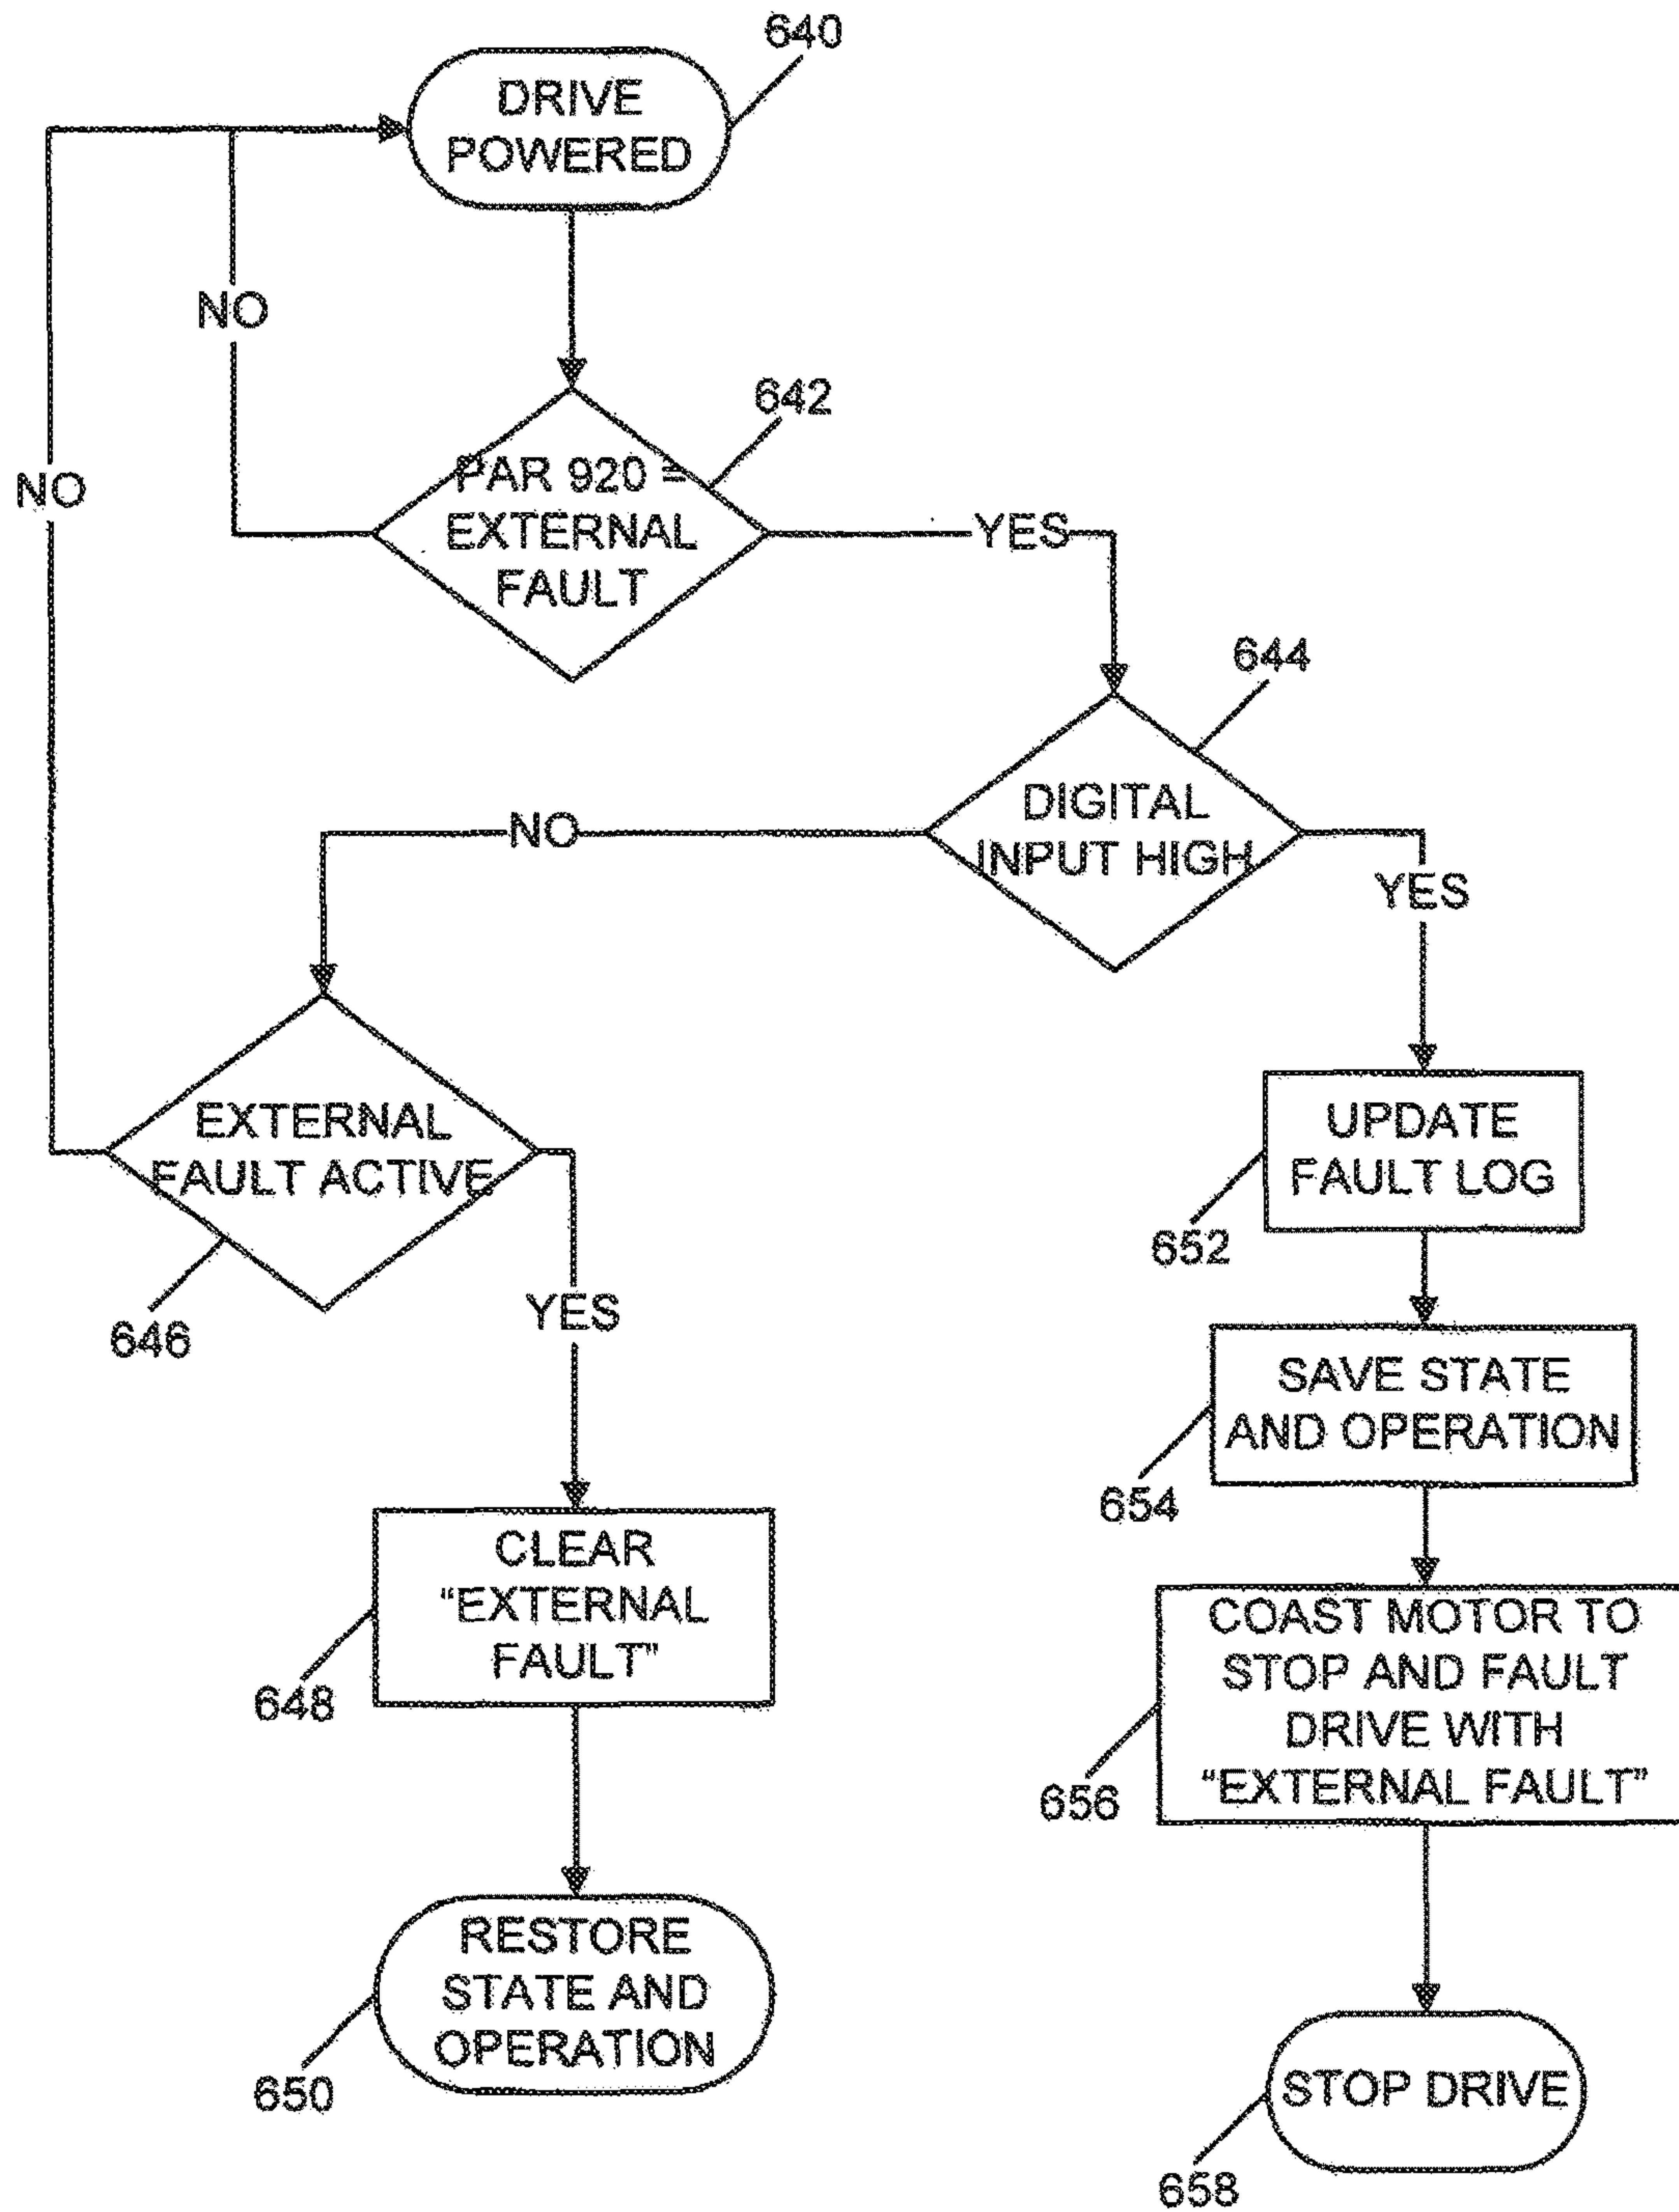 640
DRIVE
POWERED
NO
642
NO
PAR 920 =
EXTERNAL
FAULT
YES
644
DIGITAL
INPUT HIGH
NO
YES
EXTERNAL
FAULT ACTIVE
UPDATE
FAULT LOG
652
646
YES
SAVE STATE
AND OPERATION
654
CLEAR
“EXTERNAL
FAULT”
648
COAST MOTOR TO
STOP AND FAULT
DRIVE WITH
“EXTERNAL FAULT”
656
RESTORE
STATE AND
OPERATION
650
STOP DRIVE
658